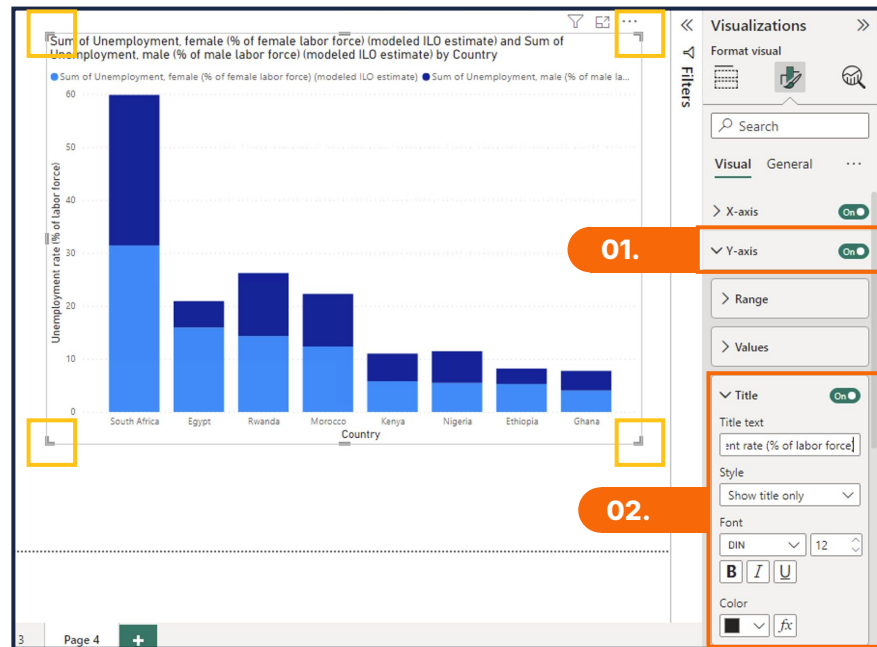 Sum of Unemployment, female (% of female labor force) (modeled ILO estimate) and Sum of
Unemployment, male (% of male labor force) (modeled ILO estimate) by Country
Sum of Unemployment, female (% of female labor force) (modeled ILO estimate) Sum of Unemployment, male (% of male la...
60
50
40
30
20
10
0
Unemployment rate (% of labor force)
South Africa Egypt Rwanda Morocco Kenya Nigeria Ethiopia Ghana
Country
3 Page 4 +
Filters
Visualizations
Format visual
Search
Visual General ...
X-axis On
01.
Y-axis On
Range
Values
02.
Title On
Title text
ent rate (% of labor force)
Style
Show title only
Font
DIN 12
B I U
Color
fx